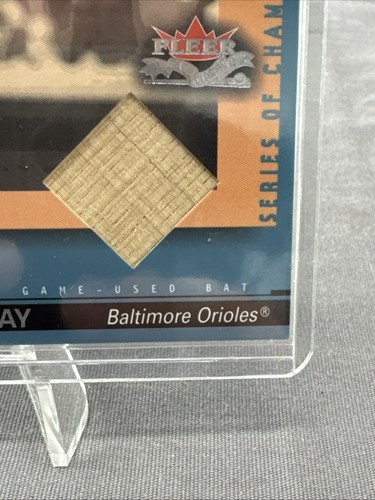 FLEER
SERIES OF CHAM
GAME-USED BAT
AY
Baltimore Orioles®